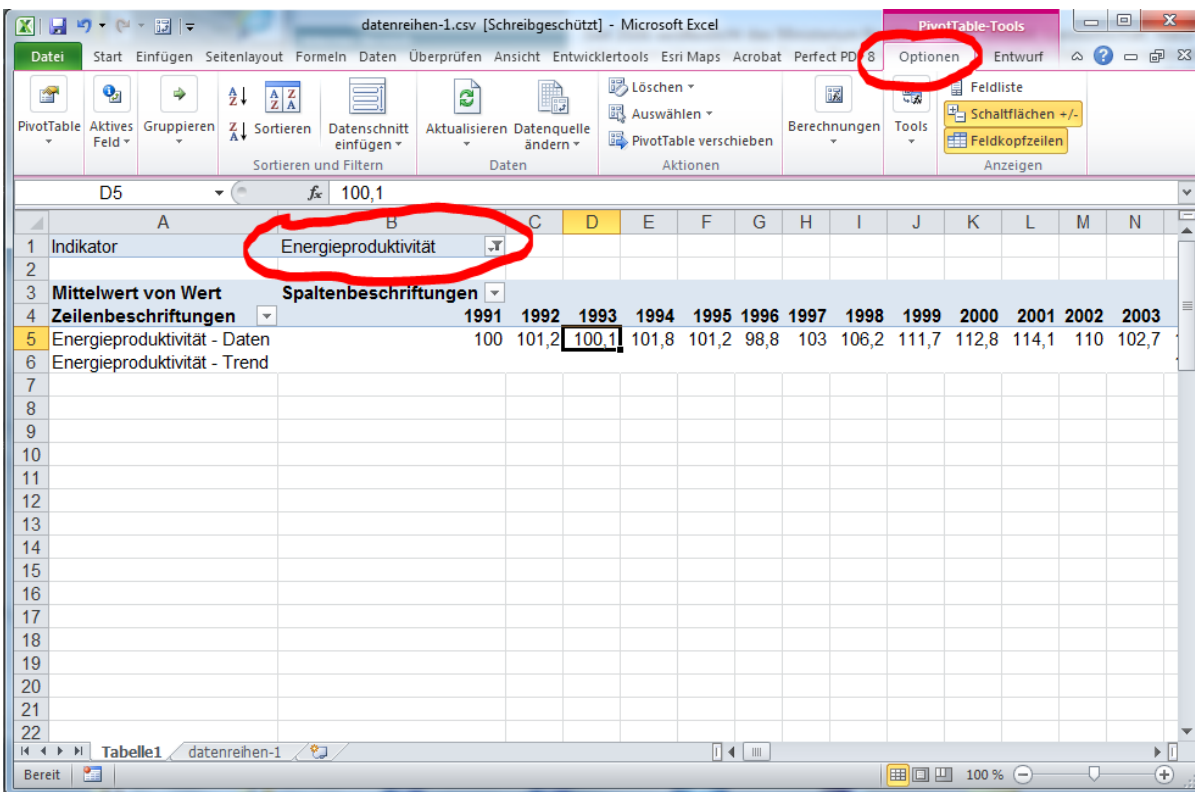 datenreihen-1.csv [Schreibgeschützt] - Microsoft Excel PivotTable-Tools
Datei Start Einfügen Seitenlayout Formeln Daten Überprüfen Ansicht Entwicklertools Esri Maps Acrobat Perfect PDF 8 Optionen Entwurf
PivotTable
Aktives Feld
Gruppieren
Sortieren
Datenschnitt einfügen
Sortieren und Filtern
Aktualisieren
Datenquelle ändern
Daten
Löschen
Auswählen
PivotTable verschieben
Aktionen
Berechnungen
Tools
Feldliste
Schaltflächen +/-
Feldkopfzeilen
Anzeigen
D5 fx 100,1
A B C D E F G H I J K L M N
1 Indikator Energieproduktivität
2
3 Mittelwert von Wert Spaltenbeschriftungen
4 Zeilenbeschriftungen 1991 1992 1993 1994 1995 1996 1997 1998 1999 2000 2001 2002 2003
5 Energieproduktivität - Daten 100 101,2 100,1 101,8 101,2 98,8 103 106,2 111,7 112,8 114,1 110 102,7
6 Energieproduktivität - Trend
7
8
9
10
11
12
13
14
15
16
17
18
19
20
21
22
Tabelle1 datenreihen-1
Bereit 100 %